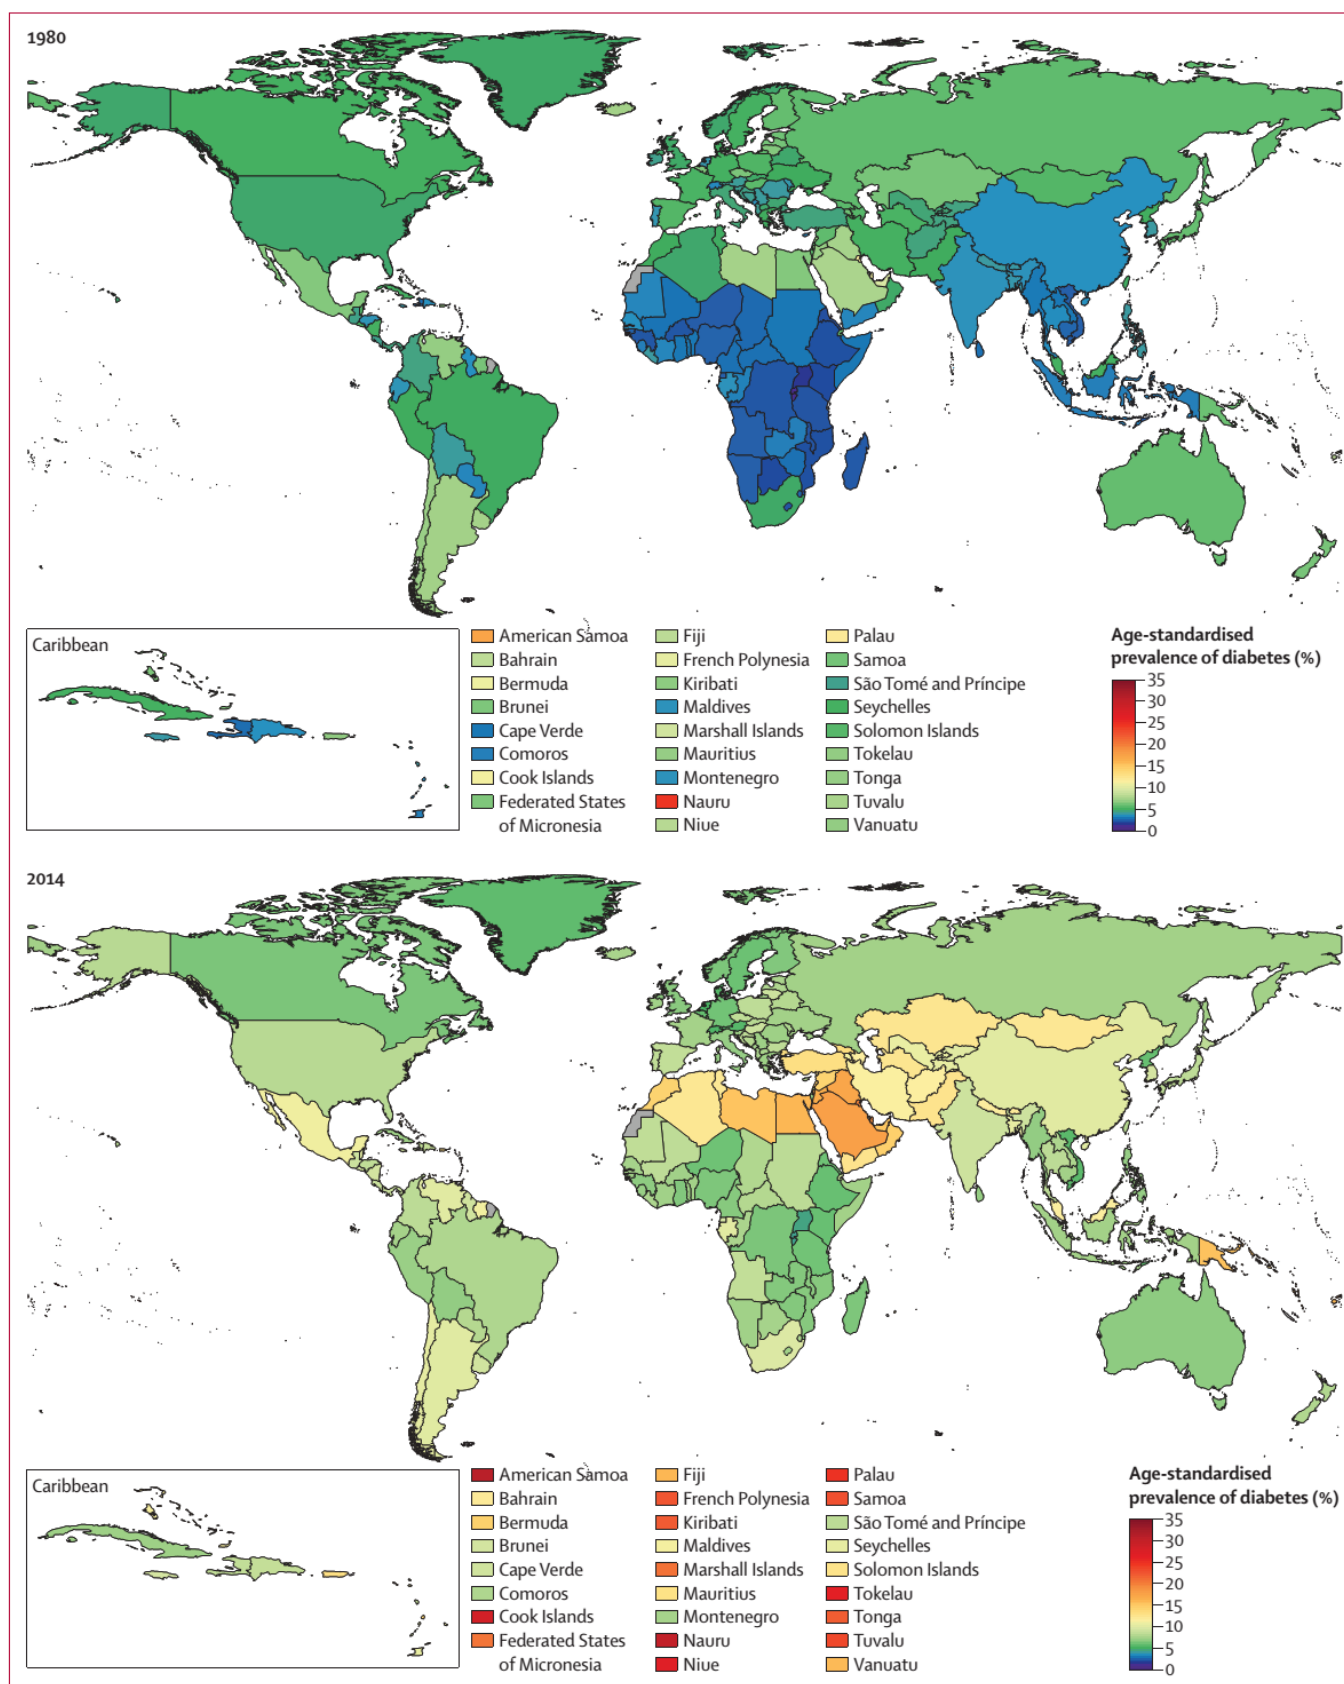 1980
Caribbean
American Samoa
Bahrain
Bermuda
Brunei
Cape Verde
Comoros
Cook Islands
Federated States
of Micronesia
Fiji
French Polynesia
Kiribati
Maldives
Marshall Islands
Mauritius
Montenegro
Nauru
Niue
Palau
Samoa
São Tomé and Príncipe
Seychelles
Solomon Islands
Tokelau
Tonga
Tuvalu
Vanuatu
Age-standardised
prevalence of diabetes (%)
35
30
25
20
15
10
5
0
2014
Caribbean
American Samoa
Bahrain
Bermuda
Brunei
Cape Verde
Comoros
Cook Islands
Federated States
of Micronesia
Fiji
French Polynesia
Kiribati
Maldives
Marshall Islands
Mauritius
Montenegro
Nauru
Niue
Palau
Samoa
São Tomé and Príncipe
Seychelles
Solomon Islands
Tokelau
Tonga
Tuvalu
Vanuatu
Age-standardised
prevalence of diabetes (%)
35
30
25
20
15
10
5
0